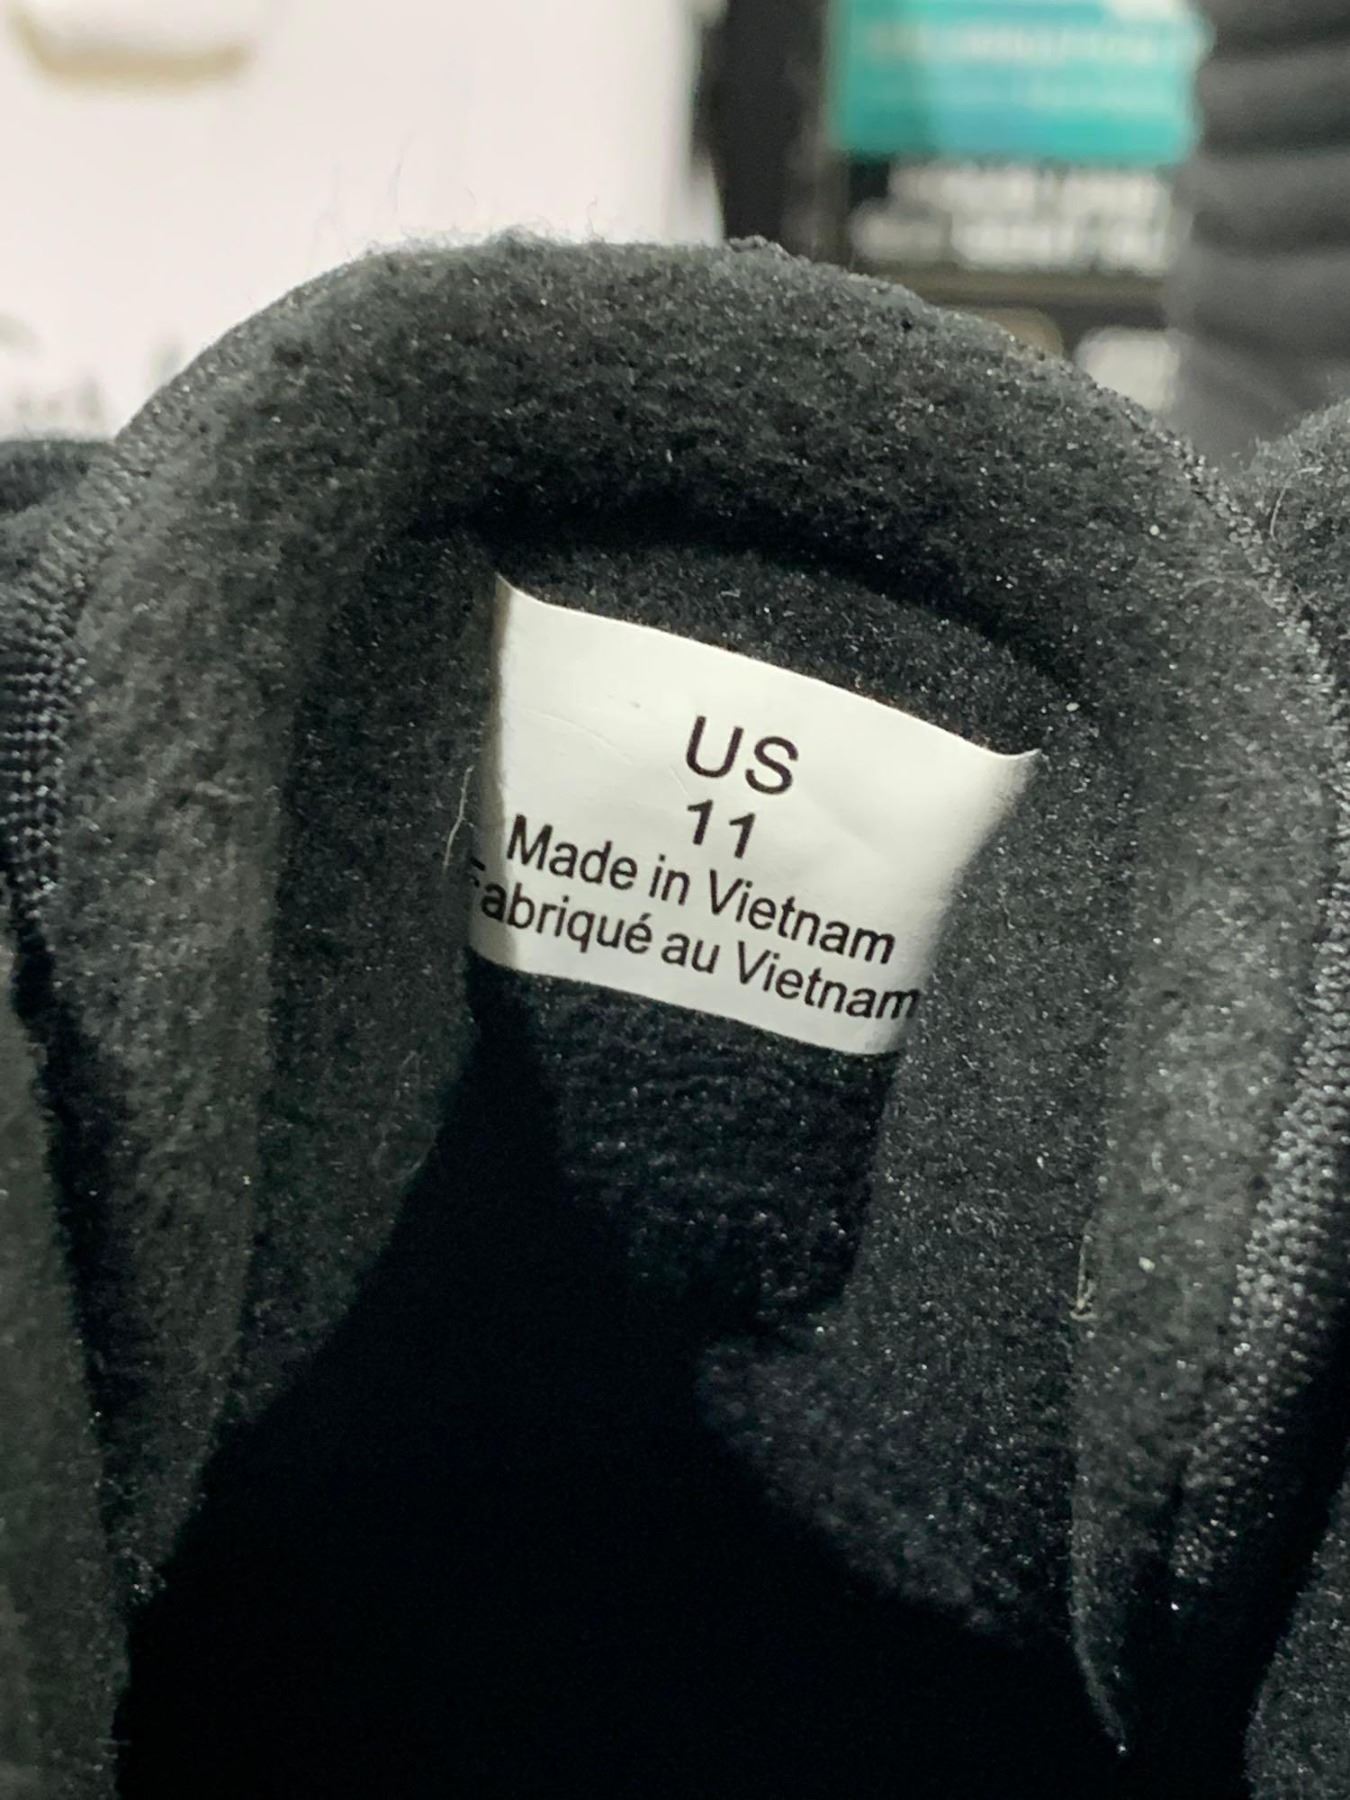 US
11
Made in Vietnam
Fabriqué au Vietnam